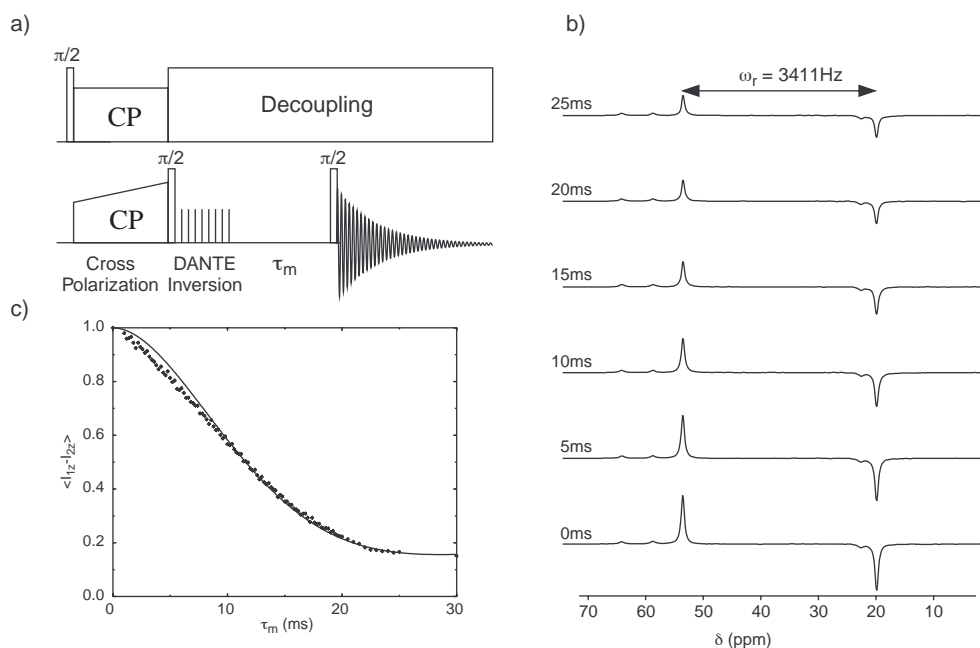 a)
π/2
CP
Decoupling
π/2
π/2
CP
Cross
Polarization
DANTE
Inversion
τm
b)
ωr = 3411Hz
25ms
20ms
15ms
10ms
5ms
0ms
70 60 50 40 30 20 10
δ (ppm)
c)
1.0
0.8
0.6
0.4
0.2
0.0
<I1z-I2z>
0 10 20 30
τm (ms)